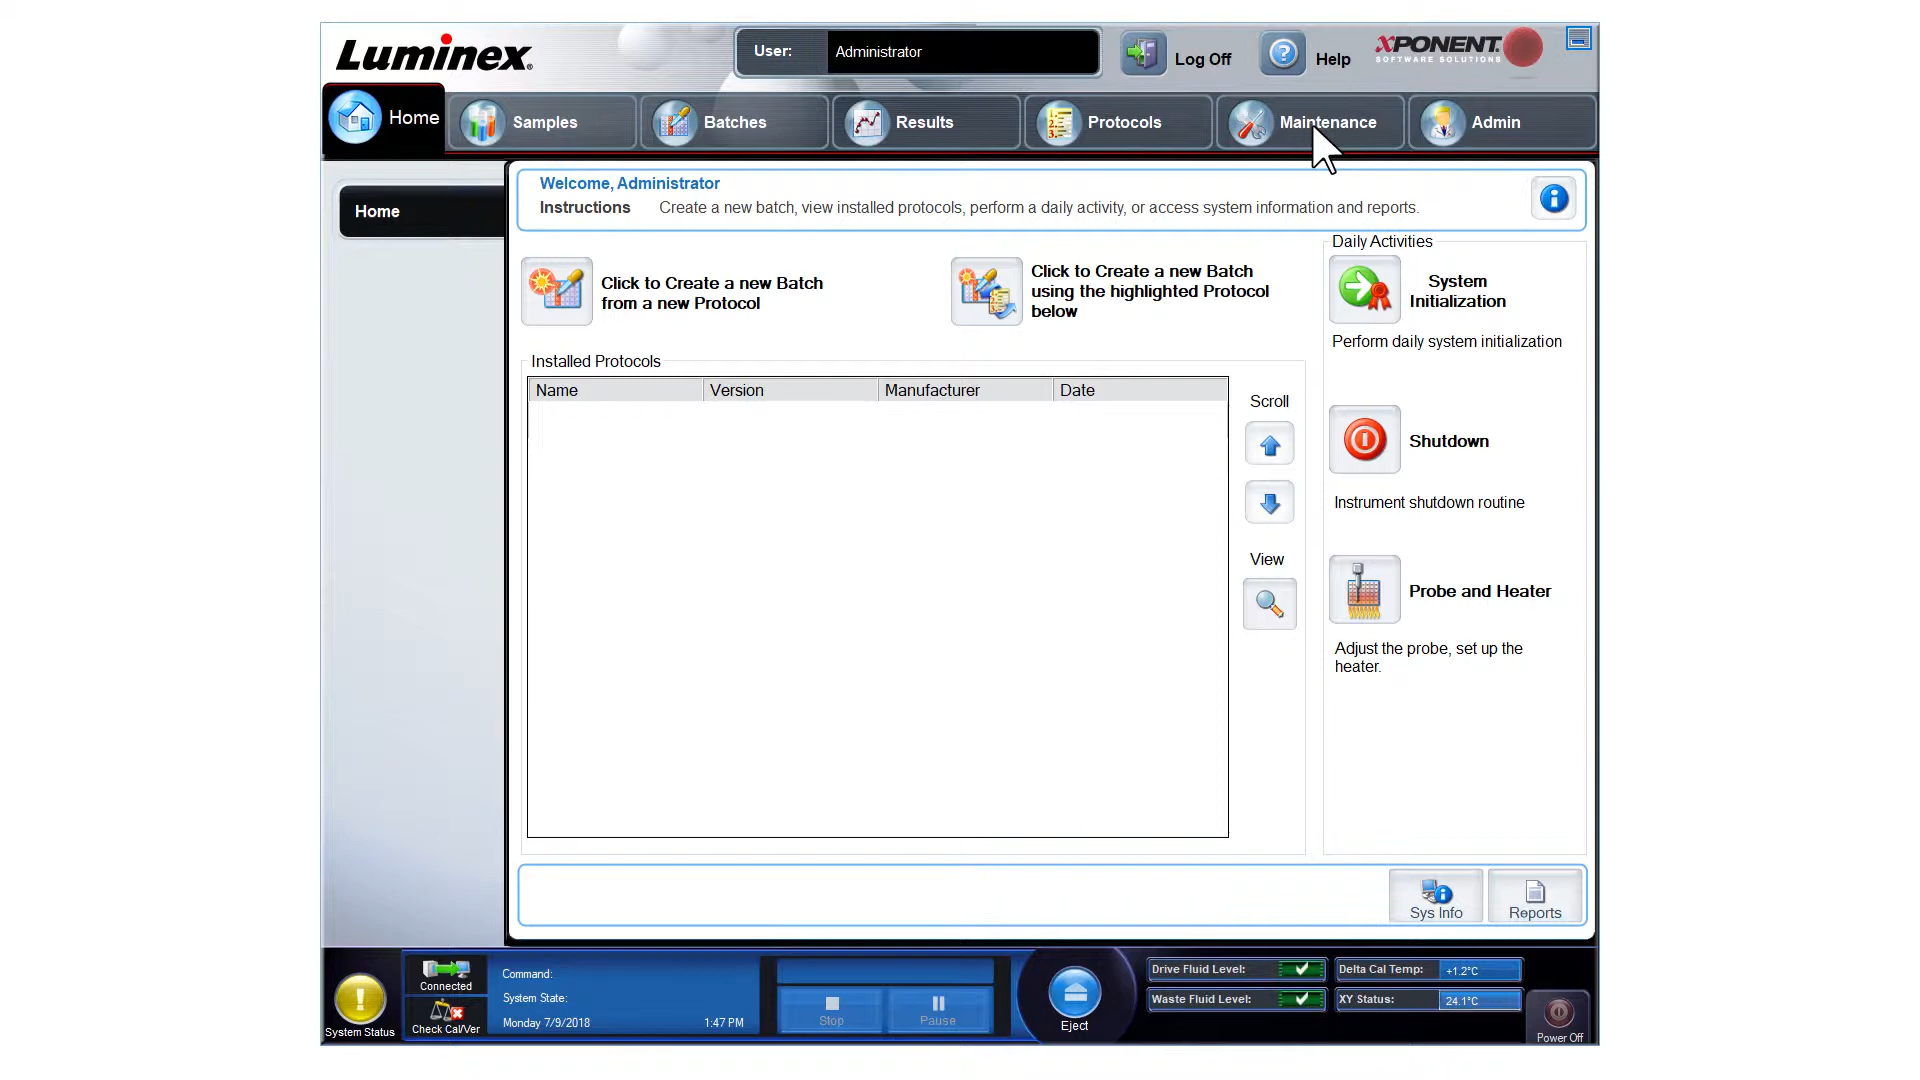 Luminex®
User: Administrator
Log Off
Help
XPONENT.
SOFTWARE SOLUTIONS
Home
Samples
Batches
Results
Protocols
Maintenance
Admin
Home
Welcome, Administrator
Instructions Create a new batch, view installed protocols, perform a daily activity, or access system information and reports.
Click to Create a new Batch
from a new Protocol
Click to Create a new Batch
using the highlighted Protocol
below
Installed Protocols
Name Version Manufacturer Date
Scroll
View
Daily Activities
System
Initialization
Perform daily system initialization
Shutdown
Instrument shutdown routine
Probe and Heater
Adjust the probe, set up the
heater.
Sys Info
Reports
System Status
Connected
Check Cal/Ver
Command:
System State:
Monday 7/9/2018 1:47 PM
Stop
Pause
Eject
Drive Fluid Level:
Waste Fluid Level:
Delta Cal Temp: +1.2°C
XY Status: 24.1°C
Power Off